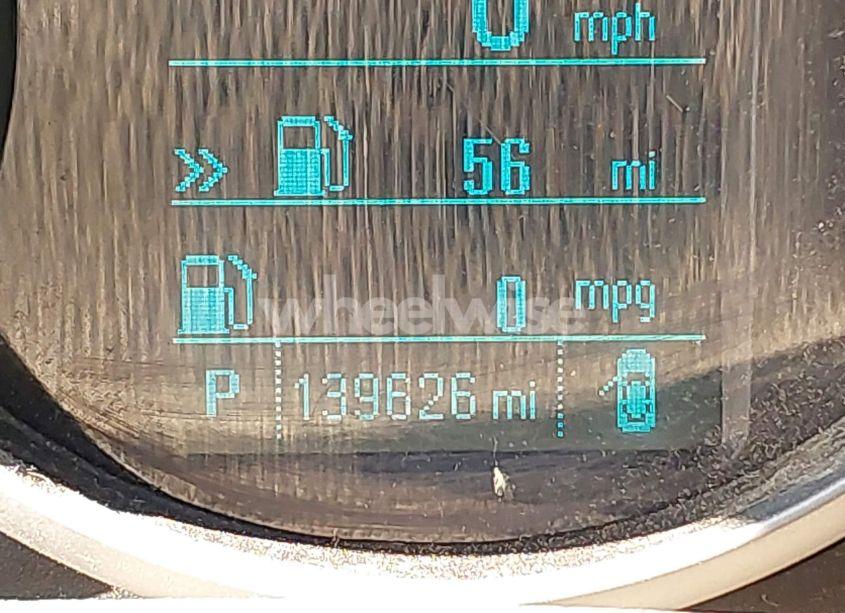 0 mph
» 56 mi
0 mpg
wheelwise
P 139626 mi